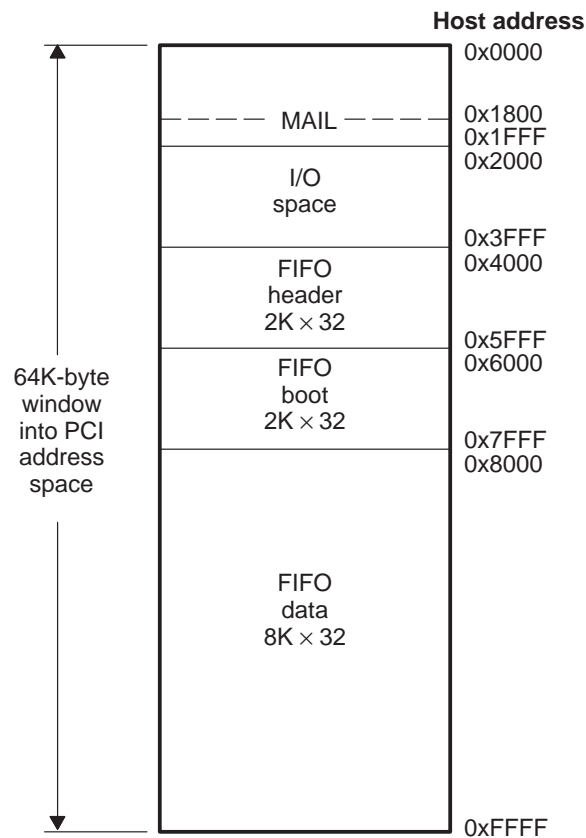 Host address
0x0000
0x1800
MAIL
0x1FFF
0x2000
I/O
space
0x3FFF
0x4000
FIFO
header
2K × 32
0x5FFF
0x6000
FIFO
boot
2K × 32
0x7FFF
0x8000
64K-byte
window
into PCI
address
space
FIFO
data
8K × 32
0xFFFF